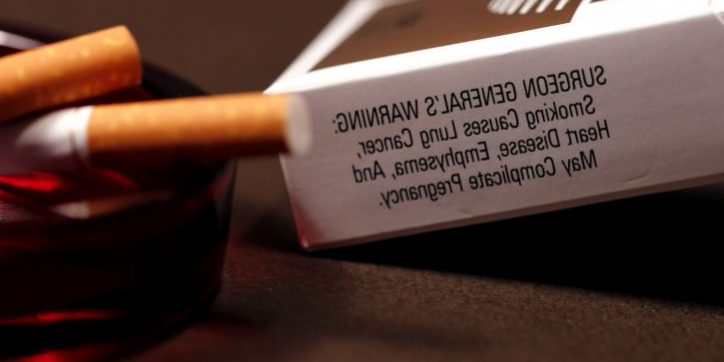 SURGEON GENERAL'S WARNING:
Smoking Causes Lung Cancer,
Heart Disease, Emphysema, And
May Complicate Pregnancy.